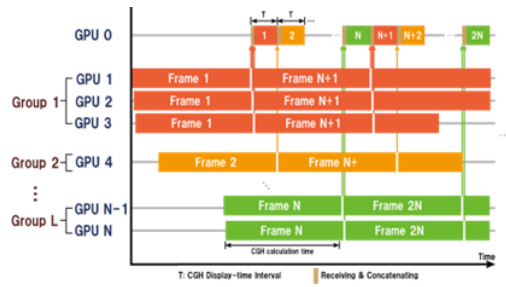 T T
GPU 0 1 2 ... N N+1 N+2 ... 2N
GPU 1 Frame 1 Frame N+1
Group 1 GPU 2 Frame 1 Frame N+1
GPU 3 Frame 1 Frame N+1
Group 2 GPU 4 Frame 2 Frame N+
GPU N-1 Frame N Frame 2N
Group L
GPU N Frame N Frame 2N
CGH calculation time
Time
T: CGH Display-time Interval Receiving & Concatenating